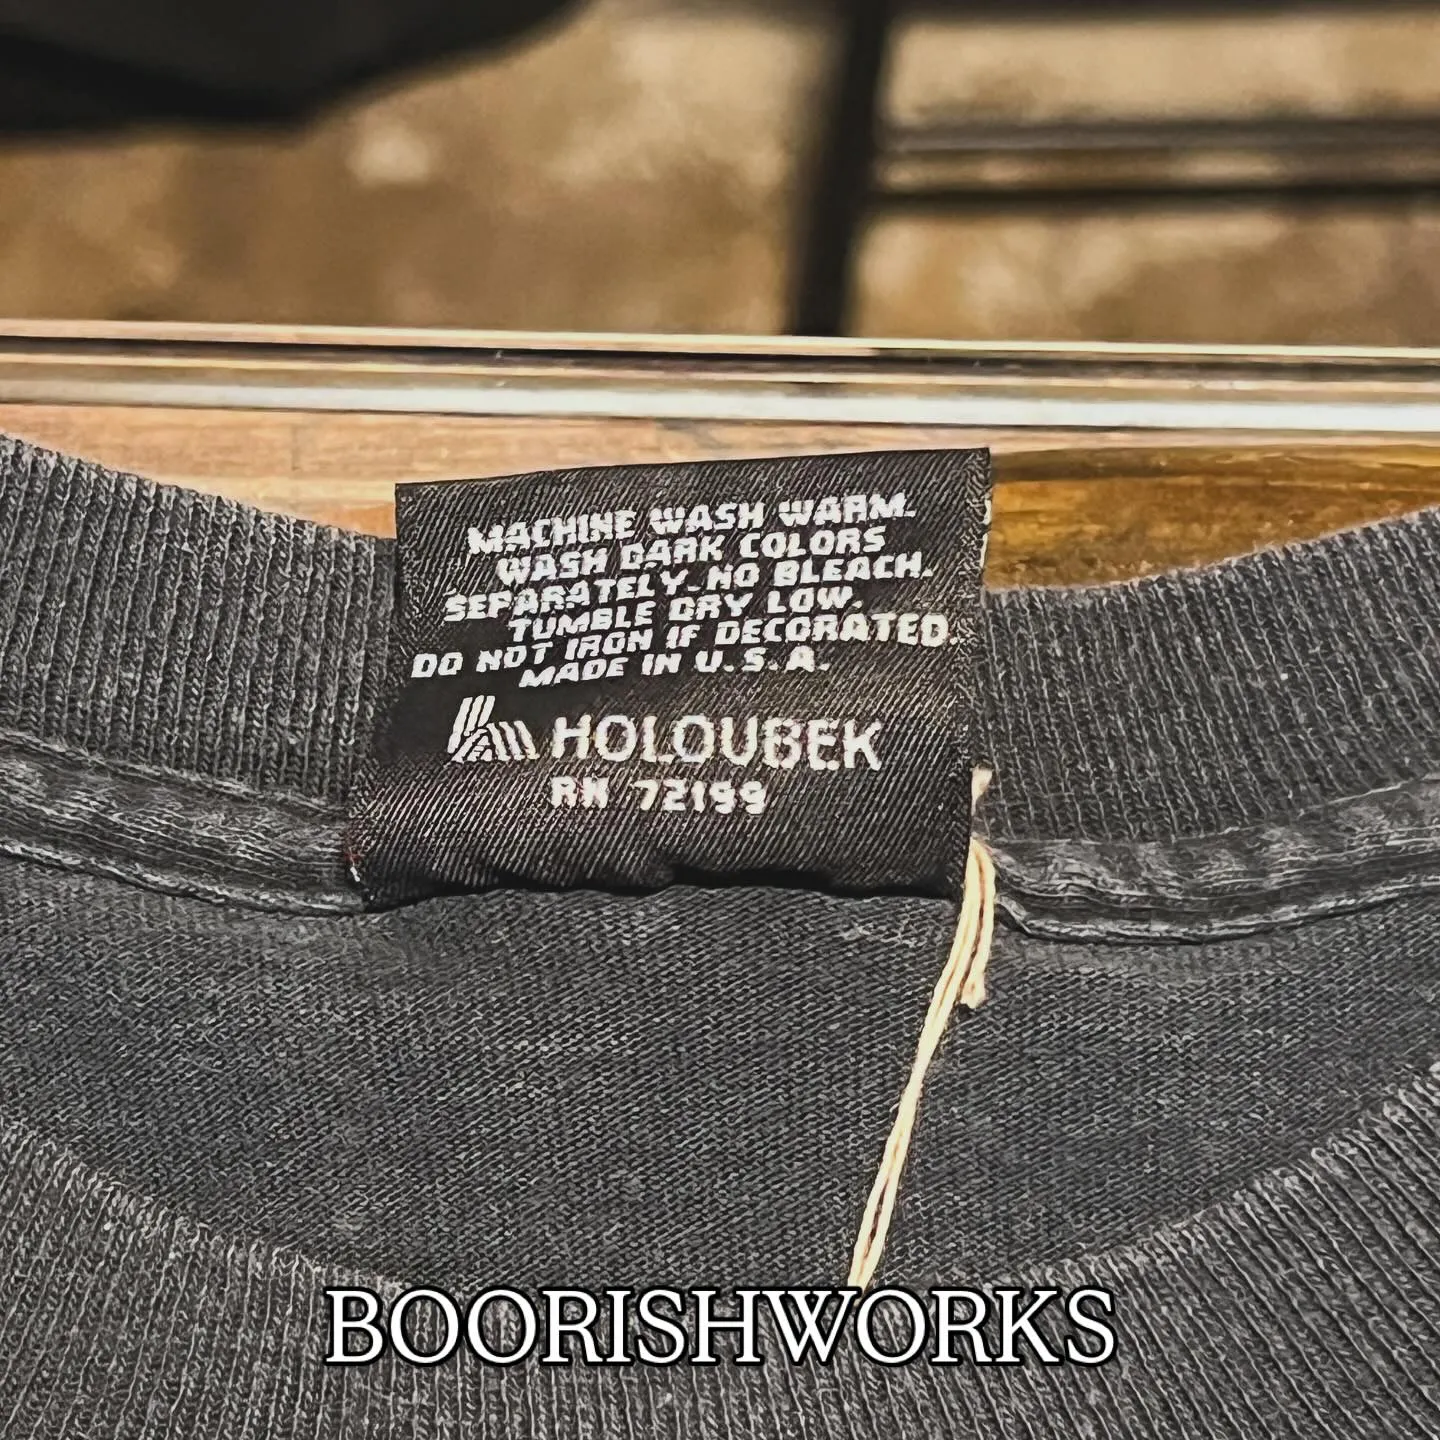 MACHINE WASH WARM.
WASH DARK COLORS
SEPARATELY. NO BLEACH.
TUMBLE DRY LOW.
DO NOT IRON IF DECORATED.
MADE IN U.S.A.
HOLOUBEK
RN 72199
BOORISHWORKS